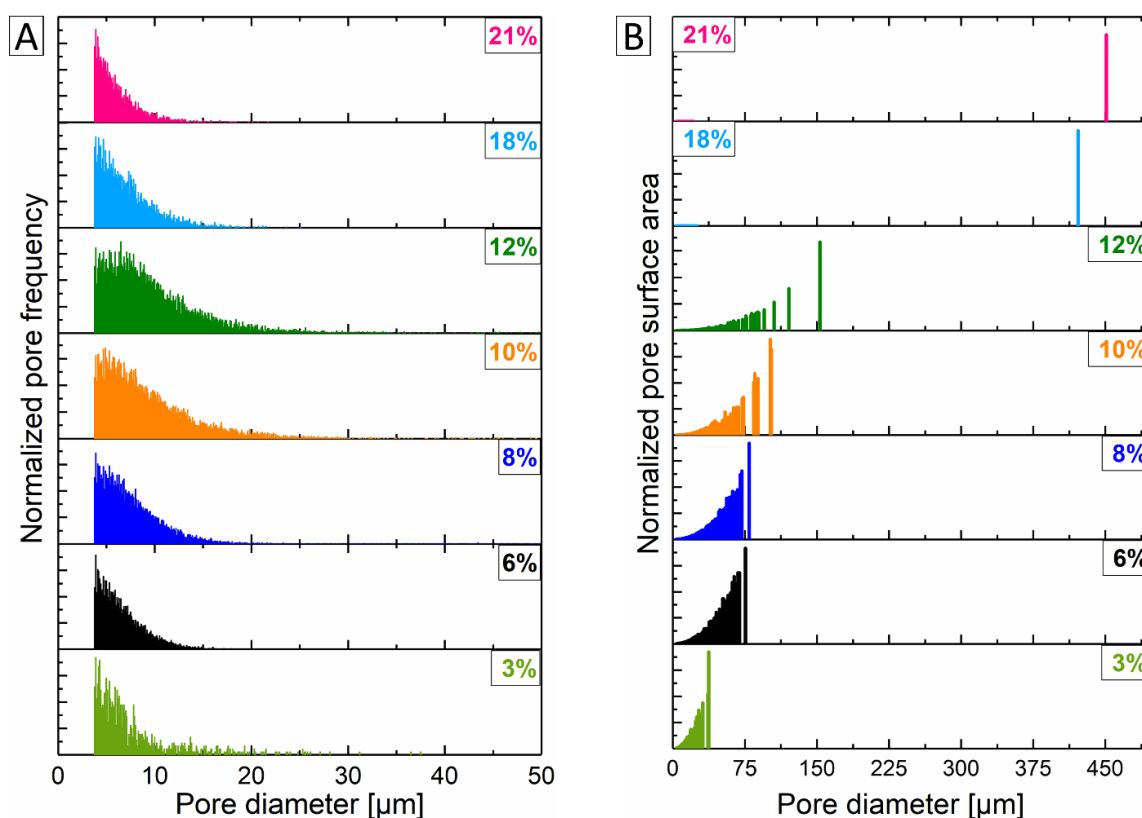 A
Normalized pore frequency
21%
18%
12%
10%
8%
6%
3%
0 10 20 30 40 50
Pore diameter [µm]
B
Normalized pore surface area
21%
18%
12%
10%
8%
6%
3%
0 75 150 225 300 375 450
Pore diameter [µm]